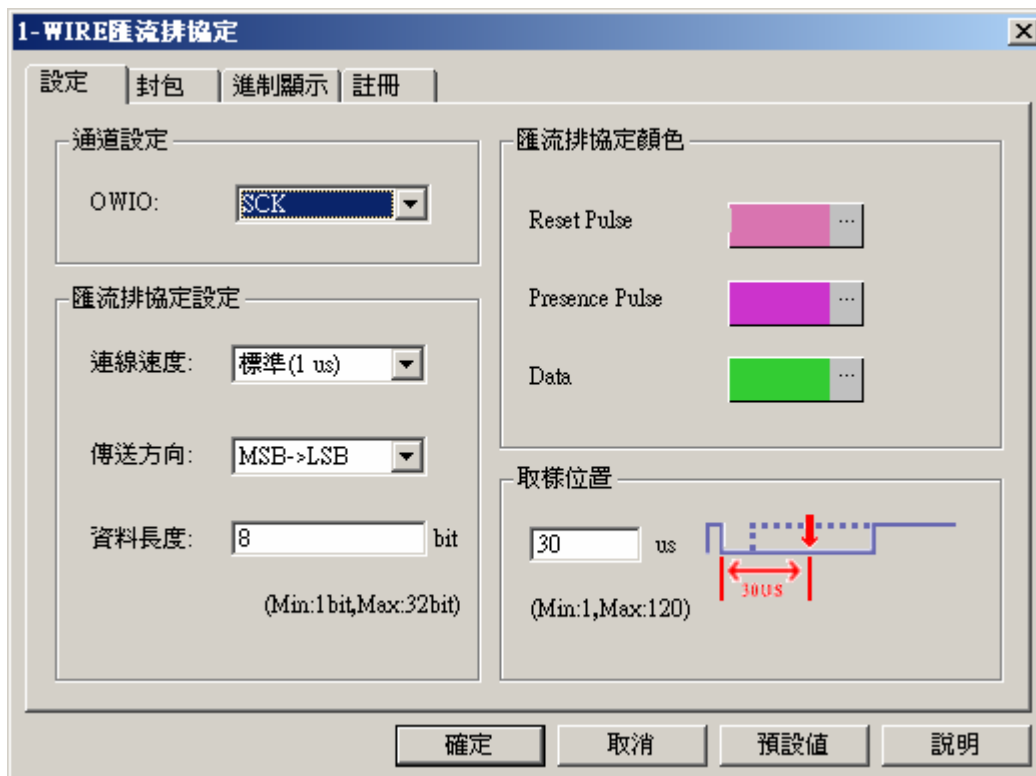 1-WIRE匯流排協定
設定 封包 進制顯示 註冊
通道設定
OWIO: SCK
匯流排協定設定
連線速度: 標準(1 us)
傳送方向: MSB->LSB
資料長度: 8 bit
(Min:1bit,Max:32bit)
匯流排協定顏色
Reset Pulse ...
Presence Pulse ...
Data ...
取樣位置
30 us
30US
(Min:1,Max:120)
確定 取消 預設值 說明